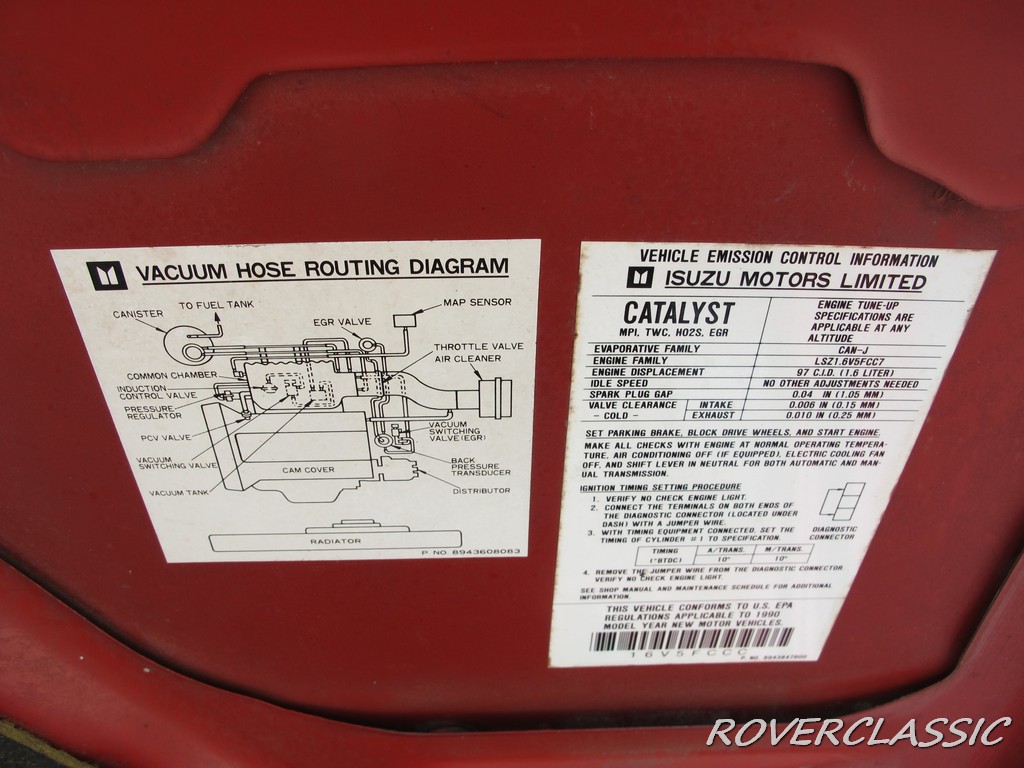 VACUUM HOSE ROUTING DIAGRAM
TO FUEL TANK
CANISTER
MAP SENSOR
EGR VALVE
THROTTLE VALVE
AIR CLEANER
COMMON CHAMBER
INDUCTION
CONTROL VALVE
PRESSURE
REGULATOR
PCV VALVE
VACUUM
SWITCHING
VALVE (EGR)
VACUUM
SWITCHING VALVE
BACK
PRESSURE
TRANSDUCER
CAM COVER
VACUUM TANK
DISTRIBUTOR
RADIATOR
P. NO. 8943608083
VEHICLE EMISSION CONTROL INFORMATION
ISUZU MOTORS LIMITED
CATALYST
MPI, TWC, HO2S, EGR
ENGINE TUNE-UP
SPECIFICATIONS ARE
APPLICABLE AT ANY
ALTITUDE
EVAPORATIVE FAMILY CAN-J
ENGINE FAMILY LSZ1.6V5FCC7
ENGINE DISPLACEMENT 97 C.I.D. (1.6 LITER)
IDLE SPEED NO OTHER ADJUSTMENTS NEEDED
SPARK PLUG GAP 0.04 IN (1.05 MM)
VALVE CLEARANCE INTAKE 0.006 IN (0.15 MM)
- COLD - EXHAUST 0.010 IN (0.25 MM)
SET PARKING BRAKE, BLOCK DRIVE WHEELS, AND START ENGINE.
MAKE ALL CHECKS WITH ENGINE AT NORMAL OPERATING TEMPERA-
TURE, AIR CONDITIONING OFF (IF EQUIPPED), ELECTRIC COOLING FAN
OFF, AND SHIFT LEVER IN NEUTRAL FOR BOTH AUTOMATIC AND MAN-
UAL TRANSMISSION.
IGNITION TIMING SETTING PROCEDURE
1. VERIFY NO CHECK ENGINE LIGHT.
2. CONNECT THE TERMINALS ON BOTH ENDS OF
THE DIAGNOSTIC CONNECTOR (LOCATED UNDER
DASH) WITH A JUMPER WIRE.
3. WITH TIMING EQUIPMENT CONNECTED, SET THE
TIMING OF CYLINDER #1 TO SPECIFICATION.
DIAGNOSTIC
CONNECTOR
TIMING A/TRANS. M/TRANS.
(°BTDC) 10° 10°
4. REMOVE THE JUMPER WIRE FROM THE DIAGNOSTIC CONNECTOR
VERIFY NO CHECK ENGINE LIGHT.
SEE SHOP MANUAL AND MAINTENANCE SCHEDULE FOR ADDITIONAL
INFORMATION.
THIS VEHICLE CONFORMS TO U.S. EPA
REGULATIONS APPLICABLE TO 1990
MODEL YEAR NEW MOTOR VEHICLES.
16V5FCCC
P. NO.
ROVERCLASSIC